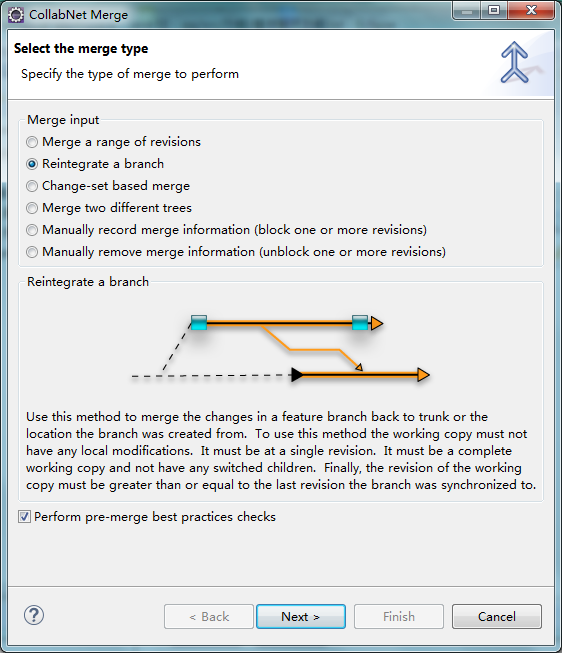 CollabNet Merge
Select the merge type
Specify the type of merge to perform
Merge input
Merge a range of revisions
Reintegrate a branch
Change-set based merge
Merge two different trees
Manually record merge information (block one or more revisions)
Manually remove merge information (unblock one or more revisions)
Reintegrate a branch
Use this method to merge the changes in a feature branch back to trunk or the
location the branch was created from.  To use this method the working copy must not
have any local modifications.  It must be at a single revision.  It must be a complete
working copy and not have any switched children.  Finally, the revision of the working
copy must be greater than or equal to the last revision the branch was synchronized to.
Perform pre-merge best practices checks
?
< Back
Next >
Finish
Cancel